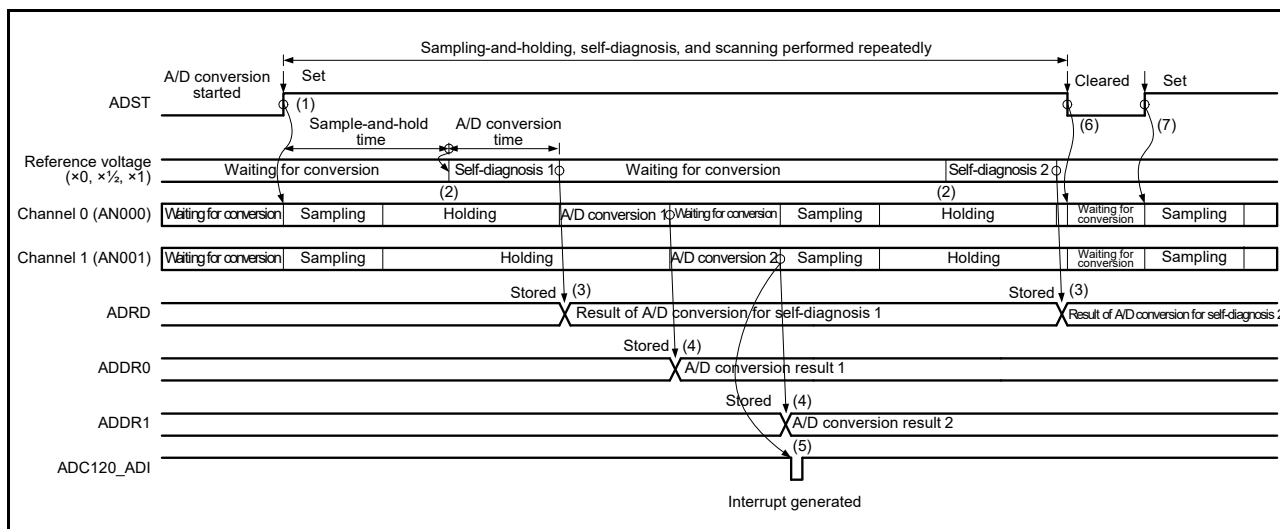 Sampling-and-holding, self-diagnosis, and scanning performed repeatedly
A/D conversion
started
Set
Cleared
Set
ADST
(1)
(6)
(7)
Sample-and-hold
time
A/D conversion
time
Reference voltage
(×0, ×½, ×1)
Waiting for conversion
Self-diagnosis 1
Waiting for conversion
Self-diagnosis 2
(2)
(2)
Channel 0 (AN000)
Waiting for conversion
Sampling
Holding
A/D conversion 1
Waiting for conversion
Sampling
Holding
Waiting for
conversion
Sampling
Channel 1 (AN001)
Waiting for conversion
Sampling
Holding
A/D conversion 2
Sampling
Holding
Waiting for
conversion
Sampling
Stored
(3)
Stored
(3)
ADRD
Result of A/D conversion for self-diagnosis 1
Result of A/D conversion for self-diagnosis 2
Stored
(4)
ADDR0
A/D conversion result 1
Stored
(4)
ADDR1
A/D conversion result 2
(5)
ADC120_ADI
Interrupt generated